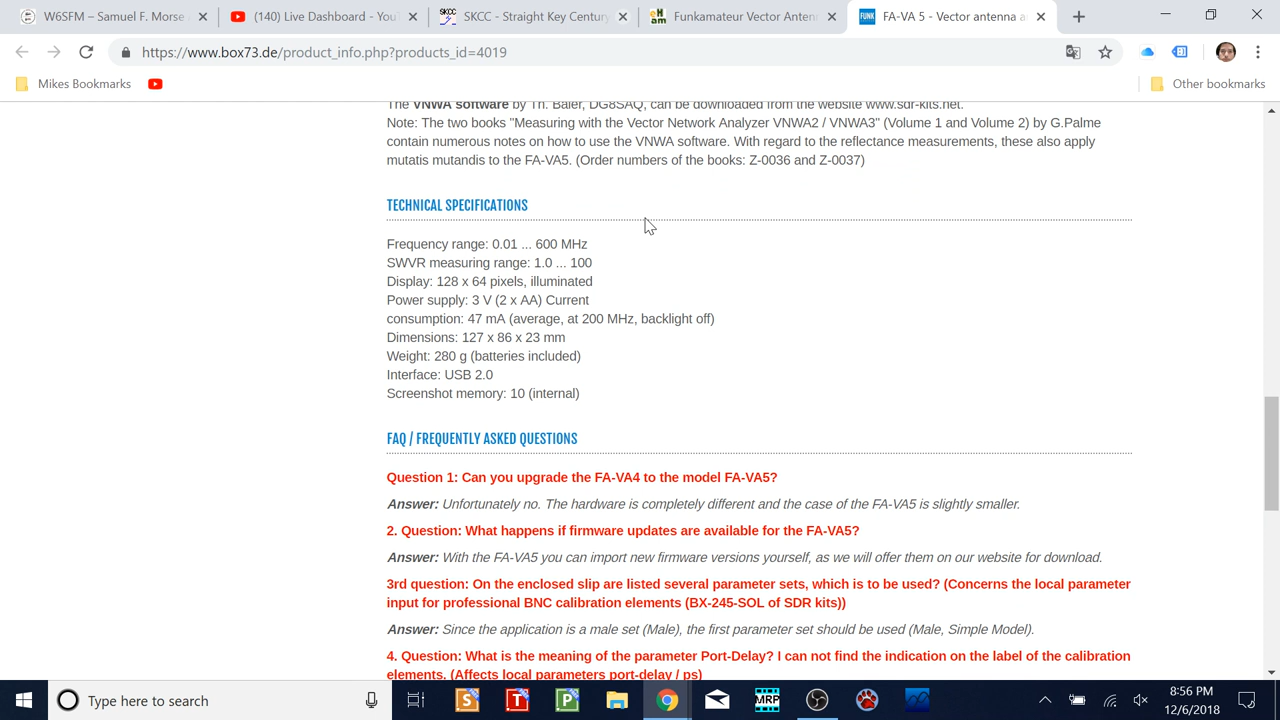 W6SFM – Samuel F. Morse
(140) Live Dashboard - You
SKCC
SKCC - Straight Key Century
Ham
Funkamateur Vector Antenn
FUNK
FA-VA 5 - Vector antenna a
https://www.box73.de/product_info.php?products_id=4019
Mikes Bookmarks
Other bookmarks
The VNWA software by Th. Baier, DG8SAQ, can be downloaded from the website www.sdr-kits.net.
Note: The two books "Measuring with the Vector Network Analyzer VNWA2 / VNWA3" (Volume 1 and Volume 2) by G.Palme
contain numerous notes on how to use the VNWA software. With regard to the reflectance measurements, these also apply
mutatis mutandis to the FA-VA5. (Order numbers of the books: Z-0036 and Z-0037)
TECHNICAL SPECIFICATIONS
Frequency range: 0.01 ... 600 MHz
SWVR measuring range: 1.0 ... 100
Display: 128 x 64 pixels, illuminated
Power supply: 3 V (2 x AA) Current
consumption: 47 mA (average, at 200 MHz, backlight off)
Dimensions: 127 x 86 x 23 mm
Weight: 280 g (batteries included)
Interface: USB 2.0
Screenshot memory: 10 (internal)
FAQ / FREQUENTLY ASKED QUESTIONS
Question 1: Can you upgrade the FA-VA4 to the model FA-VA5?
Answer: Unfortunately no. The hardware is completely different and the case of the FA-VA5 is slightly smaller.
2. Question: What happens if firmware updates are available for the FA-VA5?
Answer: With the FA-VA5 you can import new firmware versions yourself, as we will offer them on our website for download.
3rd question: On the enclosed slip are listed several parameter sets, which is to be used? (Concerns the local parameter
input for professional BNC calibration elements (BX-245-SOL of SDR kits))
Answer: Since the application is a male set (Male), the first parameter set should be used (Male, Simple Model).
4. Question: What is the meaning of the parameter Port-Delay? I can not find the indication on the label of the calibration
elements. (Affects local parameters port-delay / ps)
Type here to search
S
T
P
MRP
8:56 PM
12/6/2018